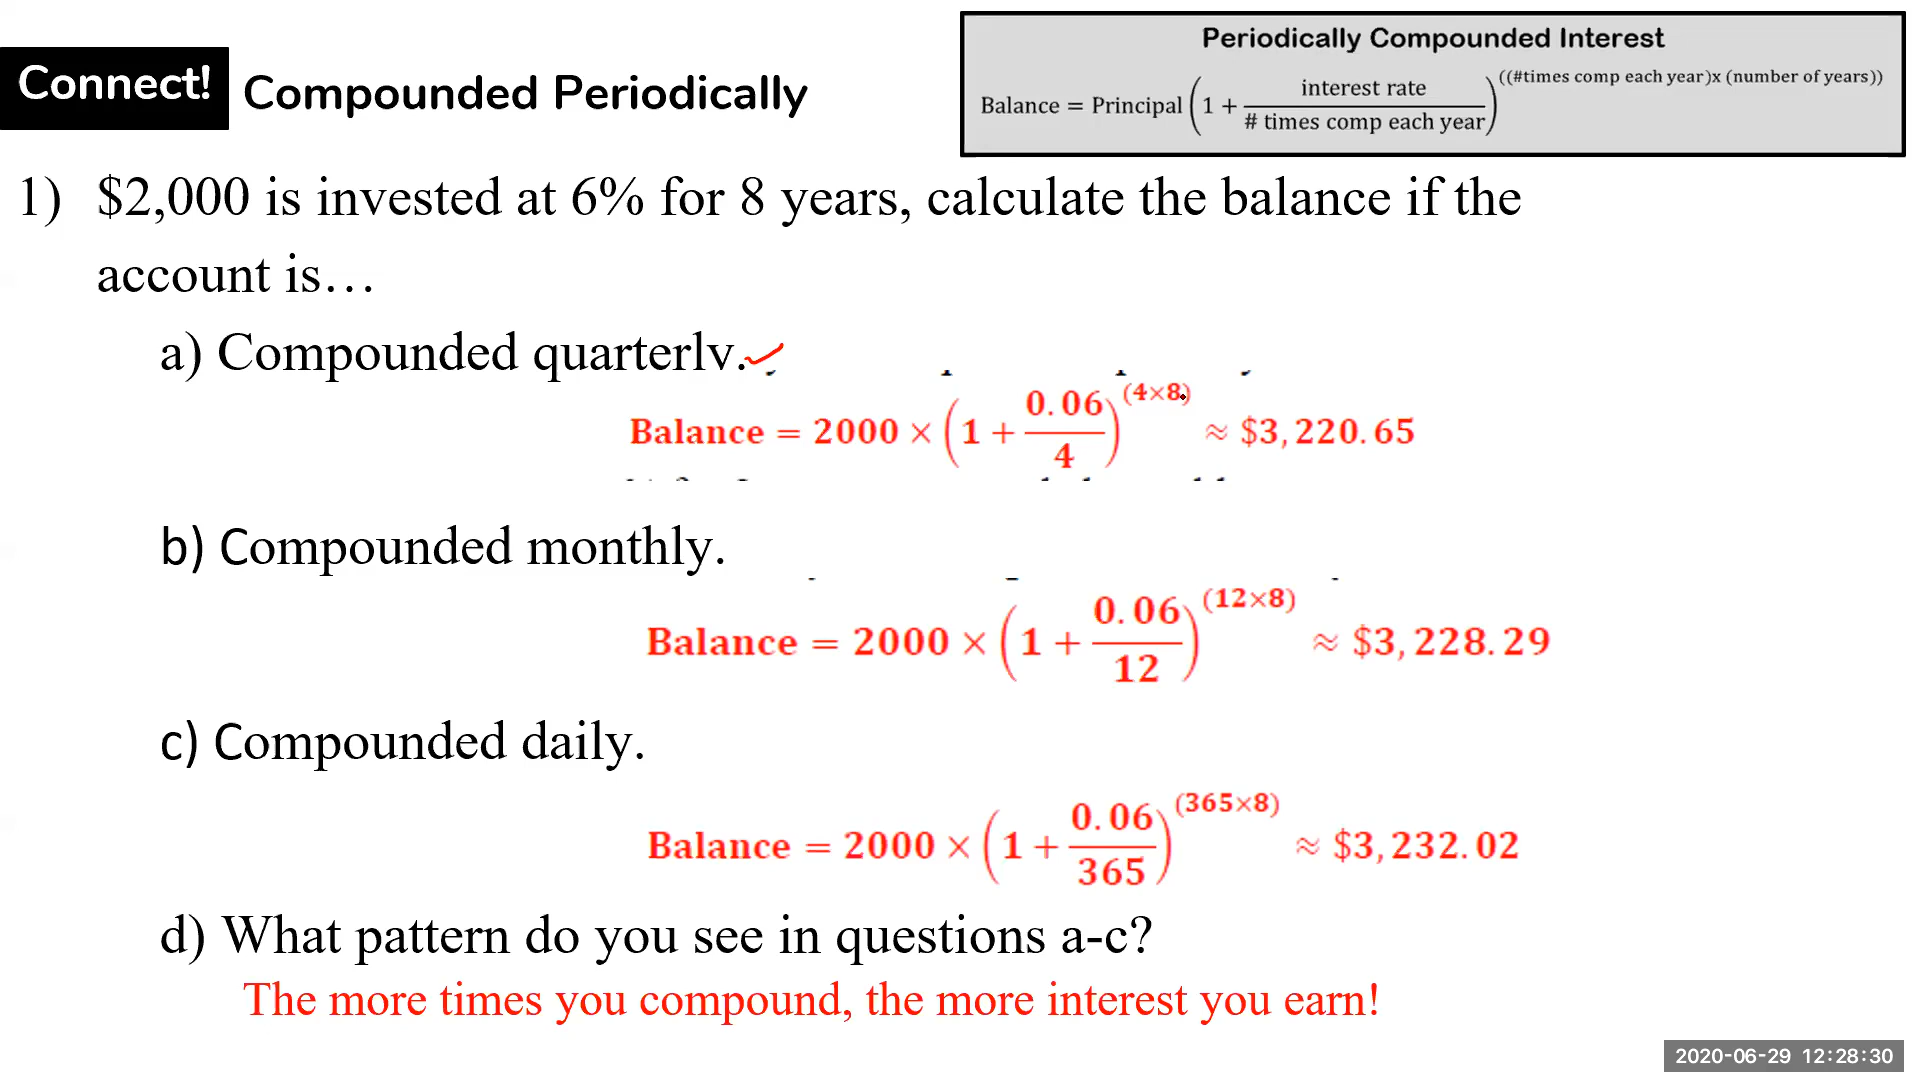 Periodically Compounded Interest
Balance = Principal (1 + interest rate / # times comp each year)^((#times comp each year)x (number of years))
Connect! Compounded Periodically
1) $2,000 is invested at 6% for 8 years, calculate the balance if the
account is…
a) Compounded quarterly.
Balance = 2000 × (1 + 0.06/4)^(4×8) ≈ $3,220.65
b) Compounded monthly.
Balance = 2000 × (1 + 0.06/12)^(12×8) ≈ $3,228.29
c) Compounded daily.
Balance = 2000 × (1 + 0.06/365)^(365×8) ≈ $3,232.02
d) What pattern do you see in questions a-c?
The more times you compound, the more interest you earn!
2020-06-29 12:28:30